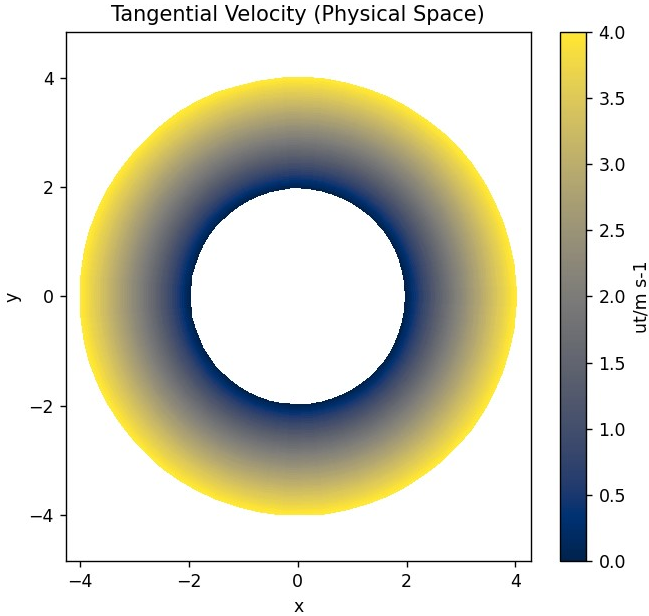 Tangential Velocity (Physical Space)
4
2
0
−2
−4
y
−4 −2 0 2 4
x
4.0
3.5
3.0
2.5
2.0
1.5
1.0
0.5
0.0
ut/m s-1